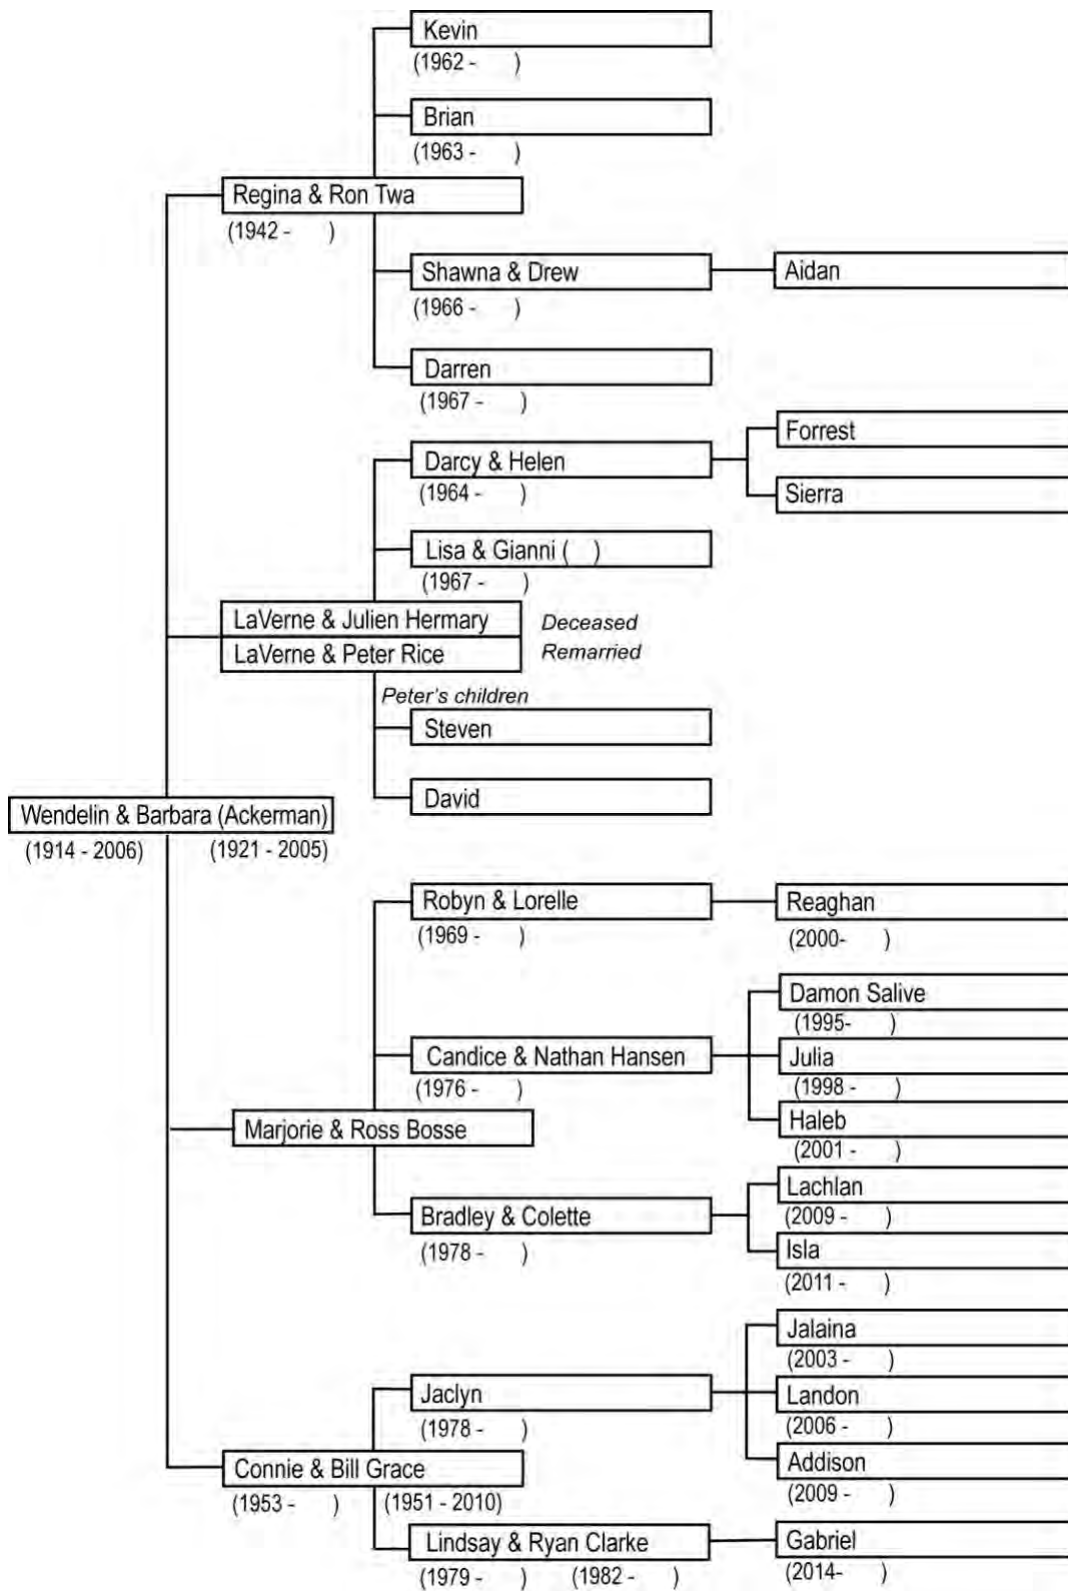 Kevin
(1962 -      )
Brian
(1963 -      )
Regina & Ron Twa
(1942 -      )
Shawna & Drew
(1966 -      )
Aidan
Darren
(1967 -      )
Darcy & Helen
(1964 -      )
Forrest
Sierra
Lisa & Gianni (   )
(1967 -      )
LaVerne & Julien Hermary
Deceased
LaVerne & Peter Rice
Remarried
Peter's children
Steven
David
Wendelin & Barbara (Ackerman)
(1914 - 2006)
(1921 - 2005)
Robyn & Lorelle
(1969 -      )
Reaghan
(2000-      )
Damon Salive
(1995-      )
Candice & Nathan Hansen
(1976 -      )
Julia
(1998 -      )
Haleb
(2001 -      )
Marjorie & Ross Bosse
Bradley & Colette
(1978 -      )
Lachlan
(2009 -      )
Isla
(2011 -      )
Jalaina
(2003 -      )
Jaclyn
(1978 -      )
Landon
(2006 -      )
Addison
(2009 -      )
Connie & Bill Grace
(1953 -      )
(1951 - 2010)
Lindsay & Ryan Clarke
(1979 -      )
(1982 -      )
Gabriel
(2014-      )